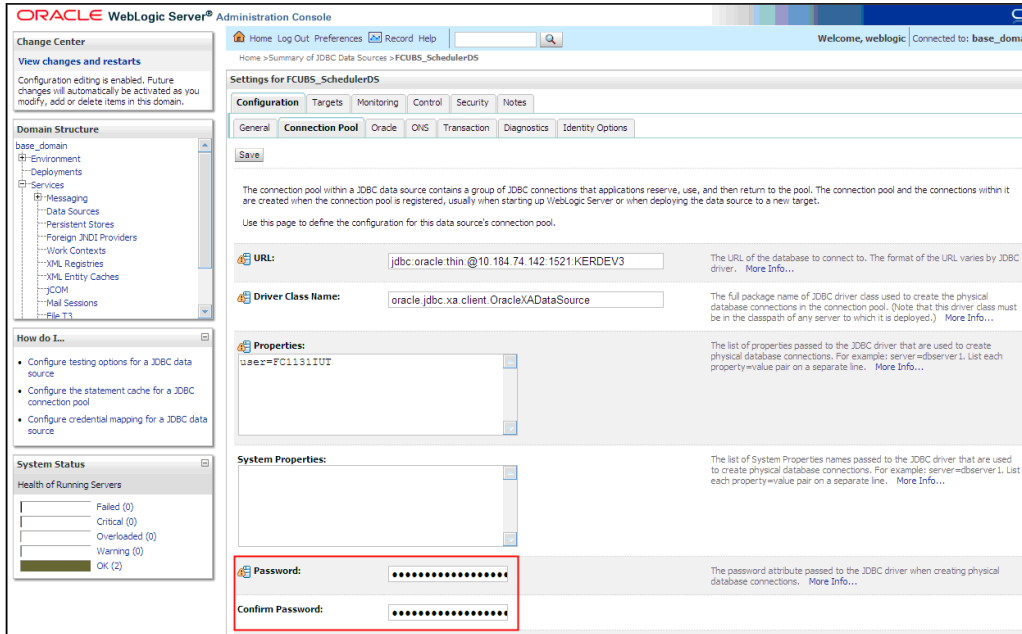 ORACLE WebLogic Server® Administration Console
Change Center
View changes and restarts
Configuration editing is enabled. Future
changes will automatically be activated as you
modify, add or delete items in this domain.
Domain Structure
base_domain
Environment
Deployments
Services
Messaging
Data Sources
Persistent Stores
Foreign JNDI Providers
Work Contexts
XML Registries
XML Entity Caches
jCOM
Mail Sessions
File T3
How do I...
Configure testing options for a JDBC data
source
Configure the statement cache for a JDBC
connection pool
Configure credential mapping for a JDBC data
source
System Status
Health of Running Servers
Failed (0)
Critical (0)
Overloaded (0)
Warning (0)
OK (2)
Home Log Out Preferences Record Help
Welcome, weblogic Connected to: base_doma
Home >Summary of JDBC Data Sources >FCUBS_SchedulerDS
Settings for FCUBS_SchedulerDS
Configuration Targets Monitoring Control Security Notes
General Connection Pool Oracle ONS Transaction Diagnostics Identity Options
Save
The connection pool within a JDBC data source contains a group of JDBC connections that applications reserve, use, and then return to the pool. The connection pool and the connections within it
are created when the connection pool is registered, usually when starting up WebLogic Server or when deploying the data source to a new target.
Use this page to define the configuration for this data source's connection pool.
URL:
jdbc:oracle:thin:@10.184.74.142:1521:KERDEV3
The URL of the database to connect to. The format of the URL varies by JDBC
driver. More Info...
Driver Class Name:
oracle.jdbc.xa.client.OracleXADataSource
The full package name of JDBC driver class used to create the physical
database connections in the connection pool. (Note that this driver class must
be in the classpath of any server to which it is deployed.) More Info...
Properties:
user=FC1131IUT
The list of properties passed to the JDBC driver that are used to create
physical database connections. For example: server=dbserver1. List each
property=value pair on a separate line. More Info...
System Properties:
The list of System Properties names passed to the JDBC driver that are used
to create physical database connections. For example: server=dbserver1. List
each property=value pair on a separate line. More Info...
Password:
●●●●●●●●●●●●●●●●●●
The password attribute passed to the JDBC driver when creating physical
database connections. More Info...
Confirm Password:
●●●●●●●●●●●●●●●●●●